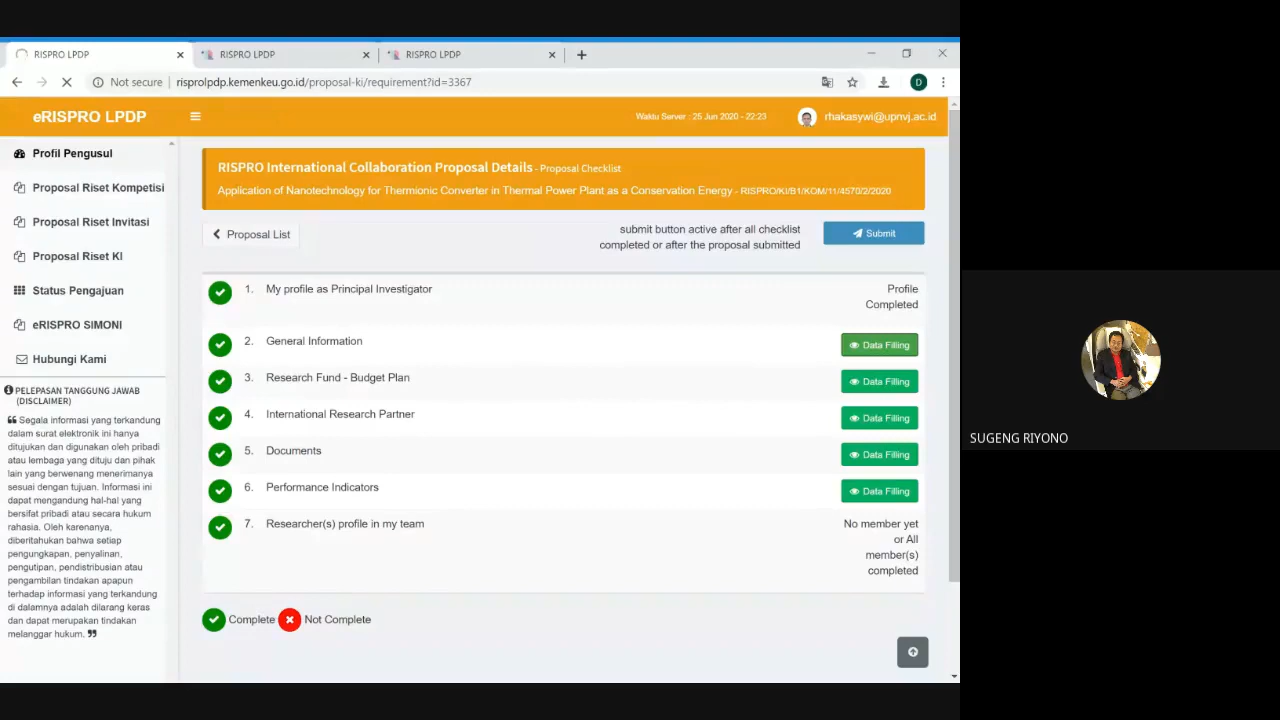 RISPRO LPDP
RISPRO LPDP
RISPRO LPDP
Not secure
risprolpdp.kemenkeu.go.id/proposal-ki/requirement?id=3367
D
eRISPRO LPDP
Waktu Server : 25 Jun 2020 - 22:23
rhakasywi@upnvj.ac.id
Profil Pengusul
Proposal Riset Kompetisi
Proposal Riset Invitasi
Proposal Riset KI
Status Pengajuan
eRISPRO SIMONI
Hubungi Kami
PELEPASAN TANGGUNG JAWAB
(DISCLAIMER)
Segala informasi yang terkandung
dalam surat elektronik ini hanya
ditujukan dan digunakan oleh pribadi
atau lembaga yang dituju dan pihak
lain yang berwenang menerimanya
sesuai dengan tujuan. Informasi ini
dapat mengandung hal-hal yang
bersifat pribadi atau secara hukum
rahasia. Oleh karenanya,
diberitahukan bahwa setiap
pengungkapan, penyalinan,
pengutipan, pendistribusian atau
pengambilan tindakan apapun
terhadap informasi yang terkandung
di dalamnya adalah dilarang keras
dan dapat merupakan tindakan
melanggar hukum.
RISPRO International Collaboration Proposal Details - Proposal Checklist
Application of Nanotechnology for Thermionic Converter in Thermal Power Plant as a Conservation Energy - RISPRO/KI/B1/KOM/11/4570/2/2020
Proposal List
submit button active after all checklist
completed or after the proposal submitted
Submit
1. My profile as Principal Investigator
Profile
Completed
2. General Information
Data Filling
3. Research Fund - Budget Plan
Data Filling
4. International Research Partner
Data Filling
5. Documents
Data Filling
6. Performance Indicators
Data Filling
7. Researcher(s) profile in my team
No member yet
or All
member(s)
completed
Complete
Not Complete
SUGENG RIYONO